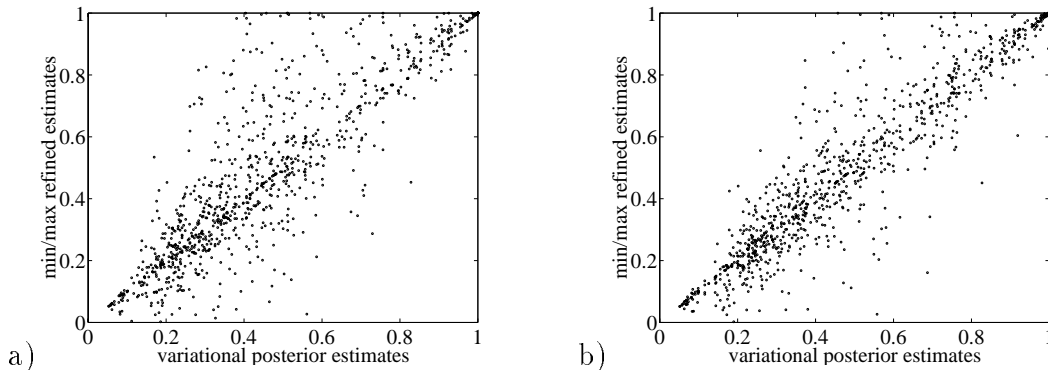 1
0.8
0.6
0.4
0.2
0
min/max refined estimates
0 0.2 0.4 0.6 0.8 1
variational posterior estimates
a)
1
0.8
0.6
0.4
0.2
0
min/max refined estimates
0 0.2 0.4 0.6 0.8 1
variational posterior estimates
b)